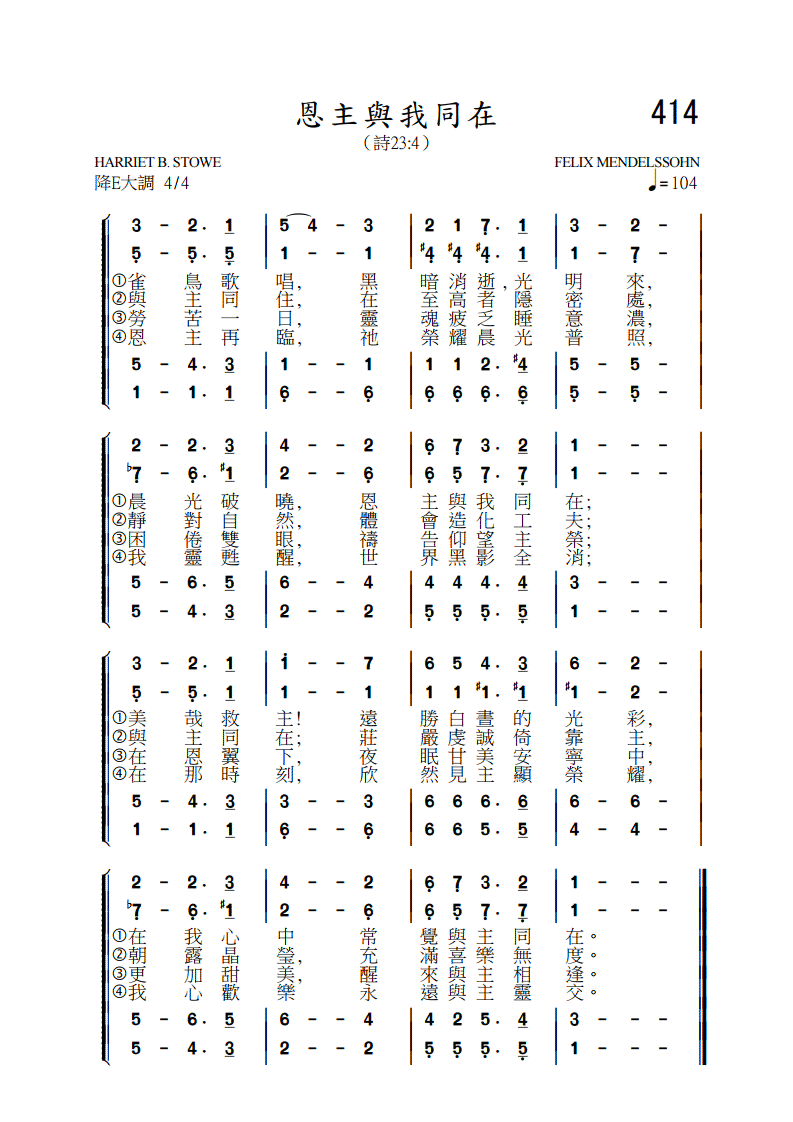 恩主與我同在
414
（詩23:4）
HARRIET B. STOWE
FELIX MENDELSSOHN
降E大調 4/4
♩=104
3 - 2. 1 | 5 4 - 3 | 2 1 7̣. 1 | 3 - 2 -
5̣ - 5̣. 5̣ | 1 - - 1 | ♯4̣ ♯4̣ ♯4̣. 1 | 1 - 7̣ -
①雀鳥歌唱, 黑暗消逝,光明來,
②與主同住, 在至高者隱密處,
③勞苦一日, 靈魂疲乏睡意濃,
④恩主再臨, 祂榮耀晨光普照,
5 - 4. 3 | 1 - - 1 | 1 1 2. ♯4 | 5 - 5 -
1 - 1. 1 | 6̣ - - 6̣ | 6̣ 6̣ 6̣. 6̣ | 5̣ - 5̣ -
2 - 2. 3 | 4 - - 2 | 6̣ 7̣ 3. 2 | 1 - - -
♭7̣ - 6̣. ♯1 | 2 - - 6̣ | 6̣ 5̣ 7̣. 7̣ | 1 - - -
①晨光破曉, 恩主與我同在;
②靜對自然, 體會造化工夫;
③困倦雙眼, 禱告仰望主榮;
④我靈甦醒, 世界黑影全消;
5 - 6. 5 | 6 - - 4 | 4 4 4. 4 | 3 - - -
5 - 4. 3 | 2 - - 2 | 5̣ 5̣ 5̣. 5̣ | 1 - - -
3 - 2. 1 | i - - 7 | 6 5 4. 3 | 6 - 2 -
5̣ - 5̣. 1 | 1 - - 1 | 1 1 ♯1. ♯1 | ♯1 - 2 -
①美哉救主! 遠勝白晝的光彩,
②與主同在; 莊嚴虔誠倚靠主,
③在恩翼下, 夜眠甘美安寧中,
④在那時刻, 欣然見主顯榮耀,
5 - 4. 3 | 3 - - 3 | 6 6 6. 6 | 6 - 6 -
1 - 1. 1 | 6̣ - - 6̣ | 6 6 5. 5 | 4 - 4 -
2 - 2. 3 | 4 - - 2 | 6̣ 7̣ 3. 2 | 1 - - -
♭7̣ - 6̣. ♯1 | 2 - - 6̣ | 6̣ 5̣ 7̣. 7̣ | 1 - - -
①在我心中 常覺與主同在。
②朝露晶瑩, 充滿喜樂無度。
③更加甜美, 醒來與主相逢。
④我心歡樂 永遠與主靈交。
5 - 6. 5 | 6 - - 4 | 4 2 5. 4 | 3 - - -
5 - 4. 3 | 2 - - 2 | 5̣ 5̣ 5̣. 5̣ | 1 - - -